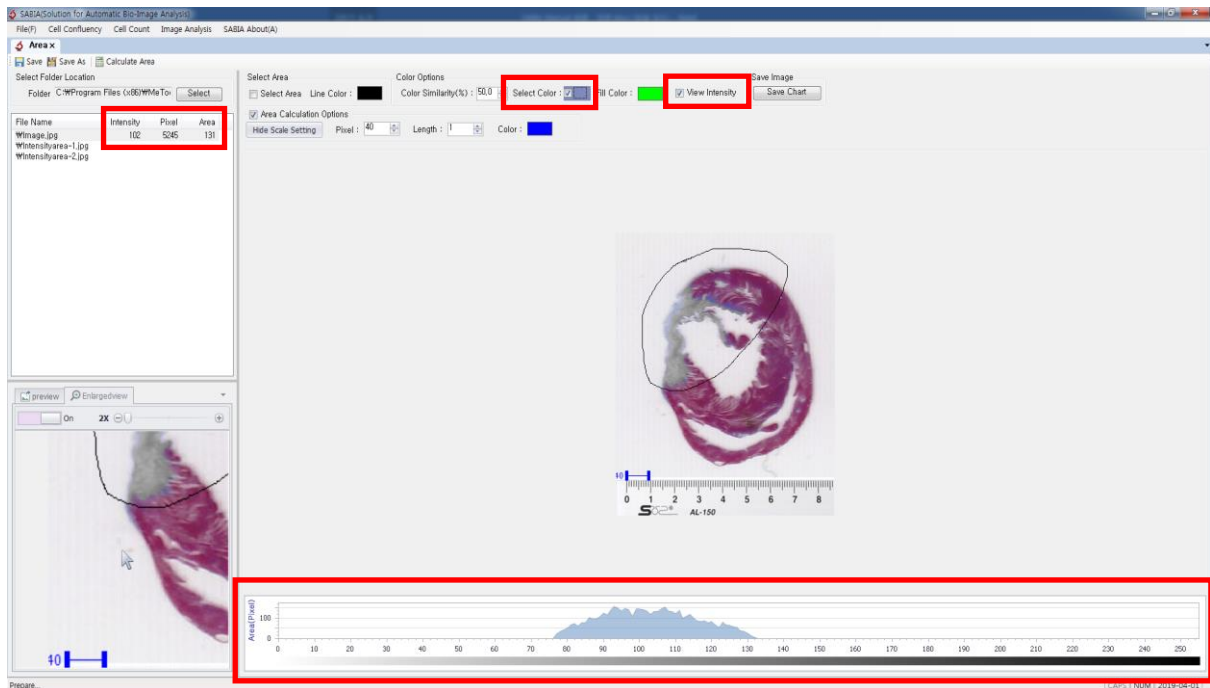 SABIA(Solution for Automatic Bio-Image Analysis)
File(F) Cell Confluency Cell Count Image Analysis SABIA About(A)
Area x
Save Save As Calculate Area
Select Folder Location
Folder C:₩Program Files (x86)₩MeTo Select
File Name Intensity Pixel Area
₩Image.jpg 102 5245 131
₩Intensityarea-1.jpg
₩Intensityarea-2.jpg
Select Area Color Options Save Image
Select Area Line Color : Color Similarity(%) : 50,0 Select Color : Fill Color : View Intensity Save Chart
Area Calculation Options
Hide Scale Setting Pixel : 40 Length : 1 Color :
preview Enlargedview
On 2X
40
40
0 1 2 3 4 5 6 7 8
AL-150
Area(Pixel)
100
0
0 10 20 30 40 50 60 70 80 90 100 110 120 130 140 150 160 170 180 190 200 210 220 230 240 250
Prepare...
CAPS NUM 2019-04-01